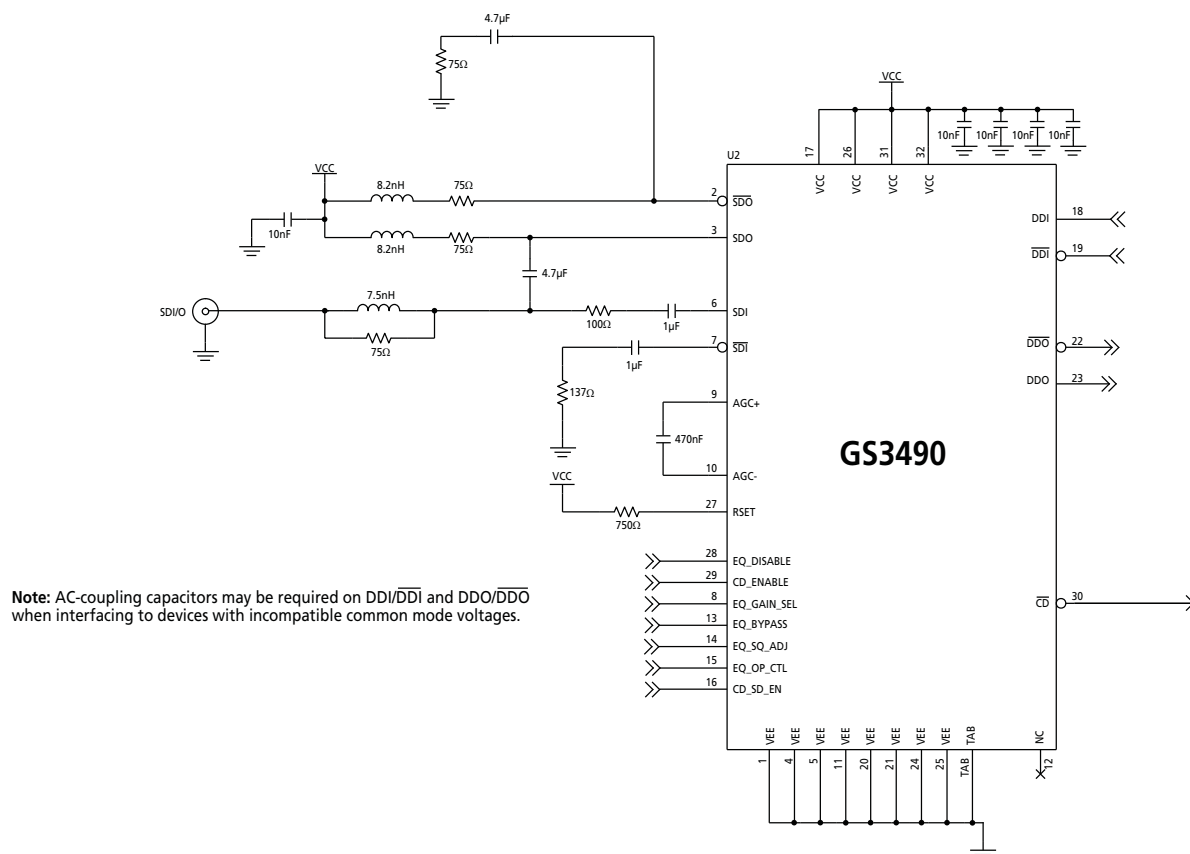 4.7µF
75Ω
VCC
10nF 10nF 10nF 10nF
U2
17 26 31 32
VCC VCC VCC VCC
VCC
8.2nH 75Ω
2 SDO
10nF
8.2nH 75Ω
3 SDO
DDI 18
DDI 19
4.7µF
7.5nH
SDI/O
75Ω
100Ω
1µF
6 SDI
7 SDI
1µF
137Ω
DDO 22
DDO 23
9 AGC+
470nF
10 AGC-
GS3490
VCC
750Ω
27 RSET
28 EQ_DISABLE
29 CD_ENABLE
8 EQ_GAIN_SEL
13 EQ_BYPASS
14 EQ_SQ_ADJ
15 EQ_OP_CTL
16 CD_SD_EN
CD 30
Note: AC-coupling capacitors may be required on DDI/DDI and DDO/DDO
when interfacing to devices with incompatible common mode voltages.
VEE VEE VEE VEE VEE VEE VEE VEE TAB NC
1 4 5 11 20 21 24 25 TAB 12